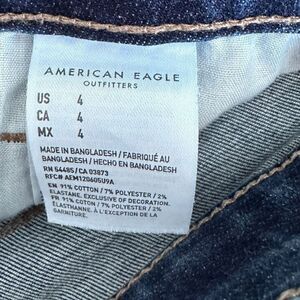 AMERICAN EAGLE
OUTFITTERS
US 4
CA 4
MX 4
MADE IN BANGLADESH / FABRIQUÉ AU
BANGLADESH / HECHO EN BANGLADESH
RN 54485/ CA 03873
RFC# AEM120605U9A
EN 91% COTTON / 7% POLYESTER / 2%
ELASTANE, EXCLUSIVE OF DECORATION.
FR 91% COTON / 7% POLYESTER / 2%
ÉLASTHANNE. À L'EXCEPTION DE LA
GARNITURE.